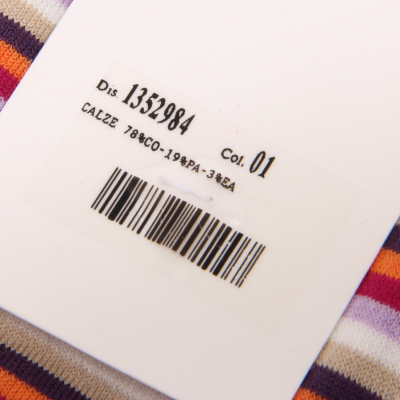 Dis 1352984 Col. 01
CALZE 78%CO-19%PA-3%EA